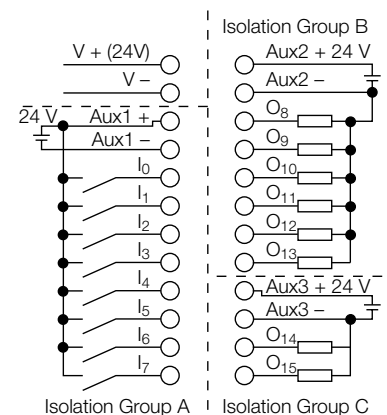 Isolation Group B
V + (24V)
V –
24 V
Aux1 +
Aux1 –
I0
I1
I2
I3
I4
I5
I6
I7
Isolation Group A
Aux2 + 24 V
Aux2 –
O8
O9
O10
O11
O12
O13
Aux3 + 24 V
Aux3 –
O14
O15
Isolation Group C